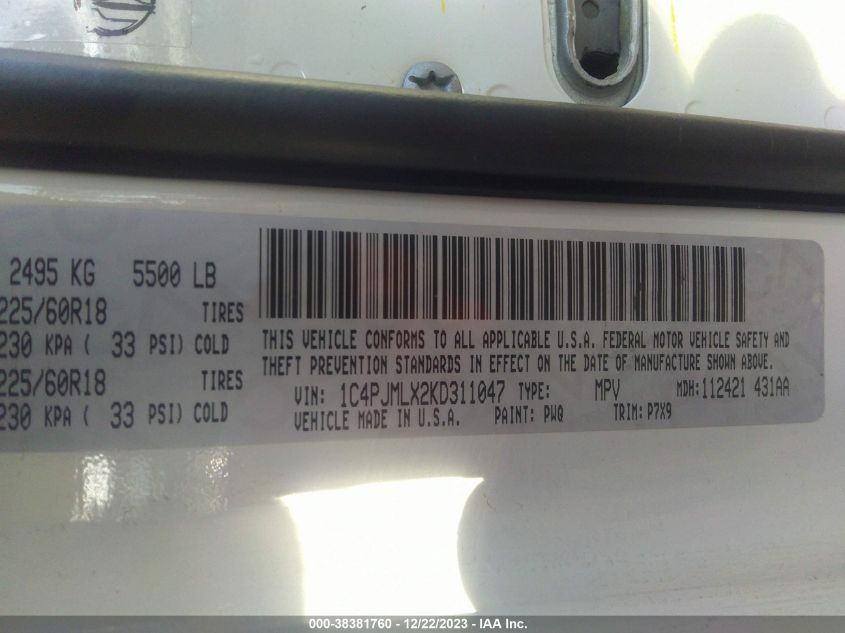 2495 KG 5500 LB
225/60R18 TIRES
230 KPA ( 33 PSI) COLD
225/60R18 TIRES
230 KPA ( 33 PSI) COLD
THIS VEHICLE CONFORMS TO ALL APPLICABLE U.S.A. FEDERAL MOTOR VEHICLE SAFETY AND
THEFT PREVENTION STANDARDS IN EFFECT ON THE DATE OF MANUFACTURE SHOWN ABOVE.
VIN: 1C4PJMLX2KD311047 TYPE: MPV MDH:112421 431AA
VEHICLE MADE IN U.S.A. PAINT: PWQ TRIM: P7X9
000-38381760 - 12/22/2023 - IAA Inc.